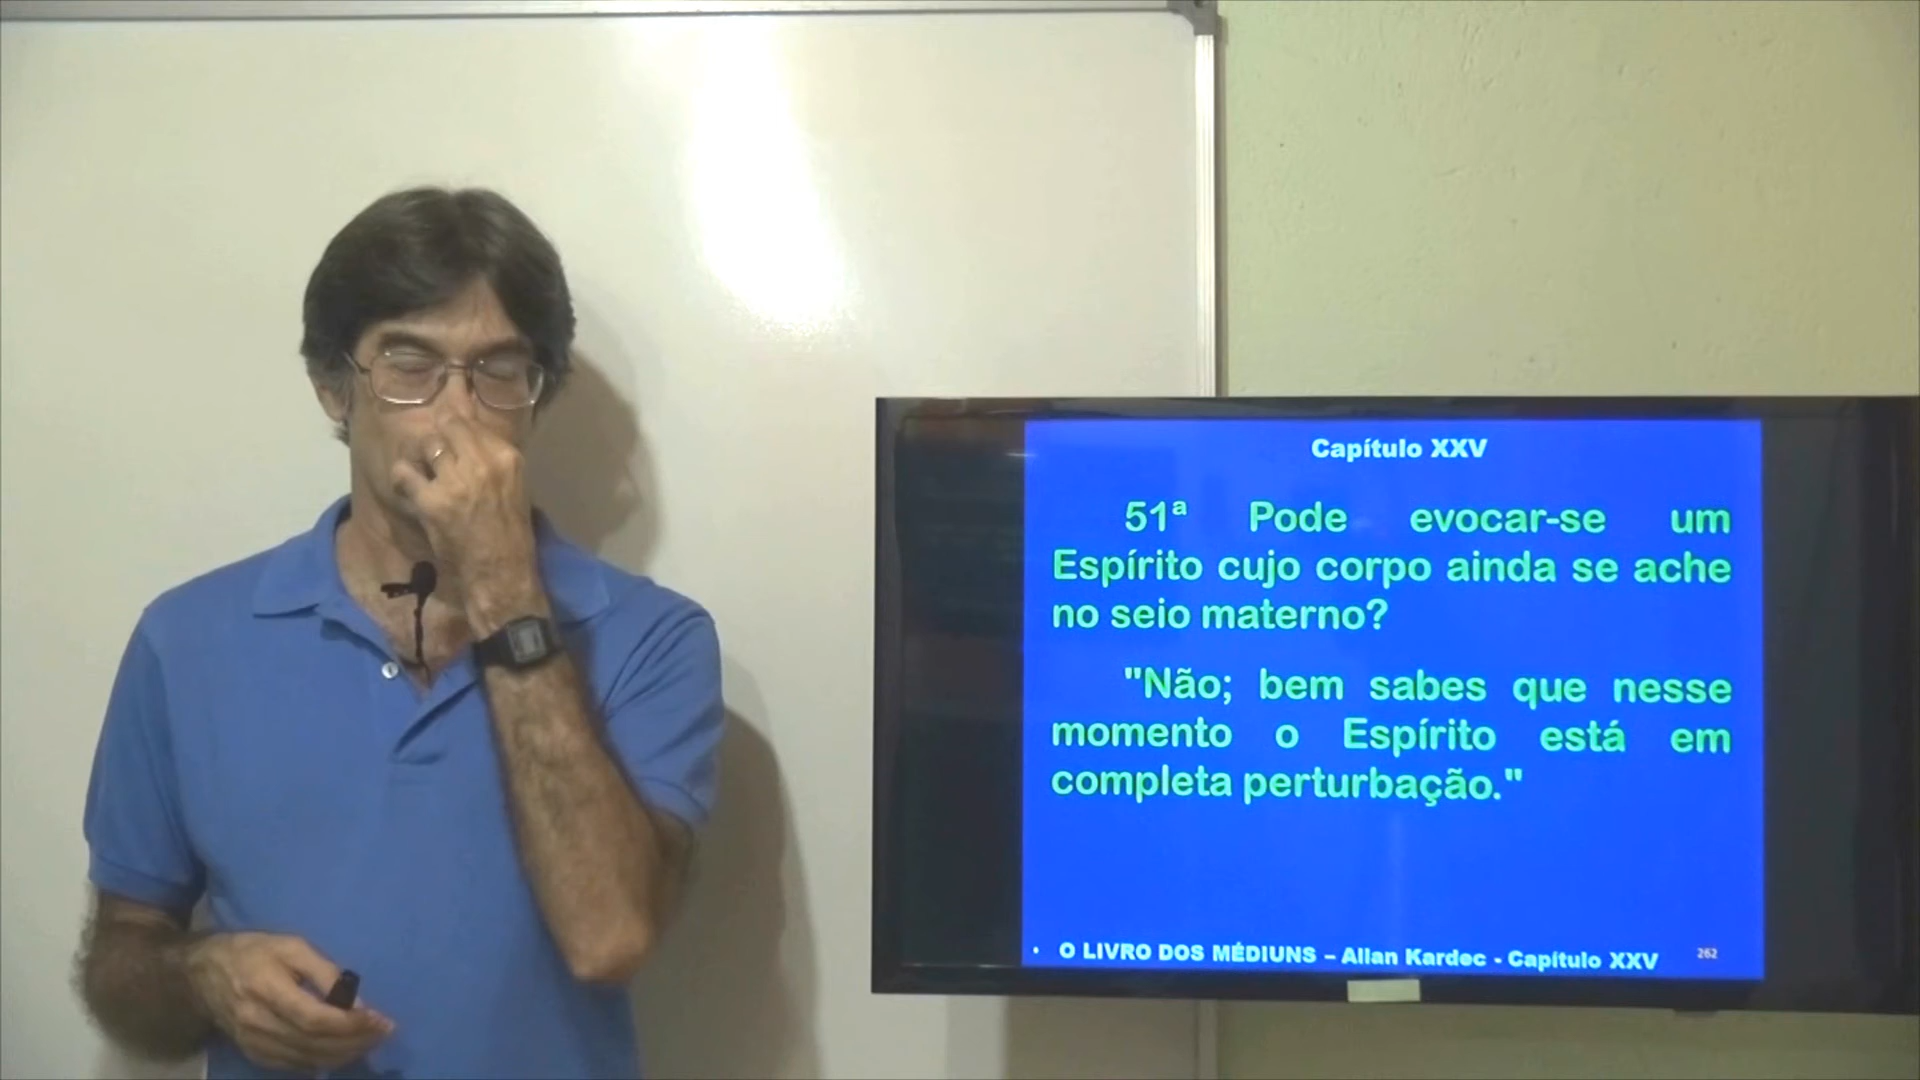 Capítulo XXV
51ª Pode evocar-se um
Espírito cujo corpo ainda se ache
no seio materno?
"Não; bem sabes que nesse
momento o Espírito está em
completa perturbação."
• O LIVRO DOS MÉDIUNS – Allan Kardec - Capítulo XXV
262